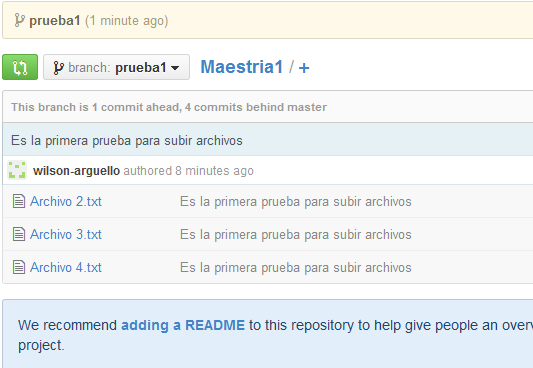 prueba1 (1 minute ago)
branch: prueba1 Maestria1 / +
This branch is 1 commit ahead, 4 commits behind master
Es la primera prueba para subir archivos
wilson-arguello authored 8 minutes ago
Archivo 2.txt Es la primera prueba para subir archivos
Archivo 3.txt Es la primera prueba para subir archivos
Archivo 4.txt Es la primera prueba para subir archivos
We recommend adding a README to this repository to help give people an over
project.